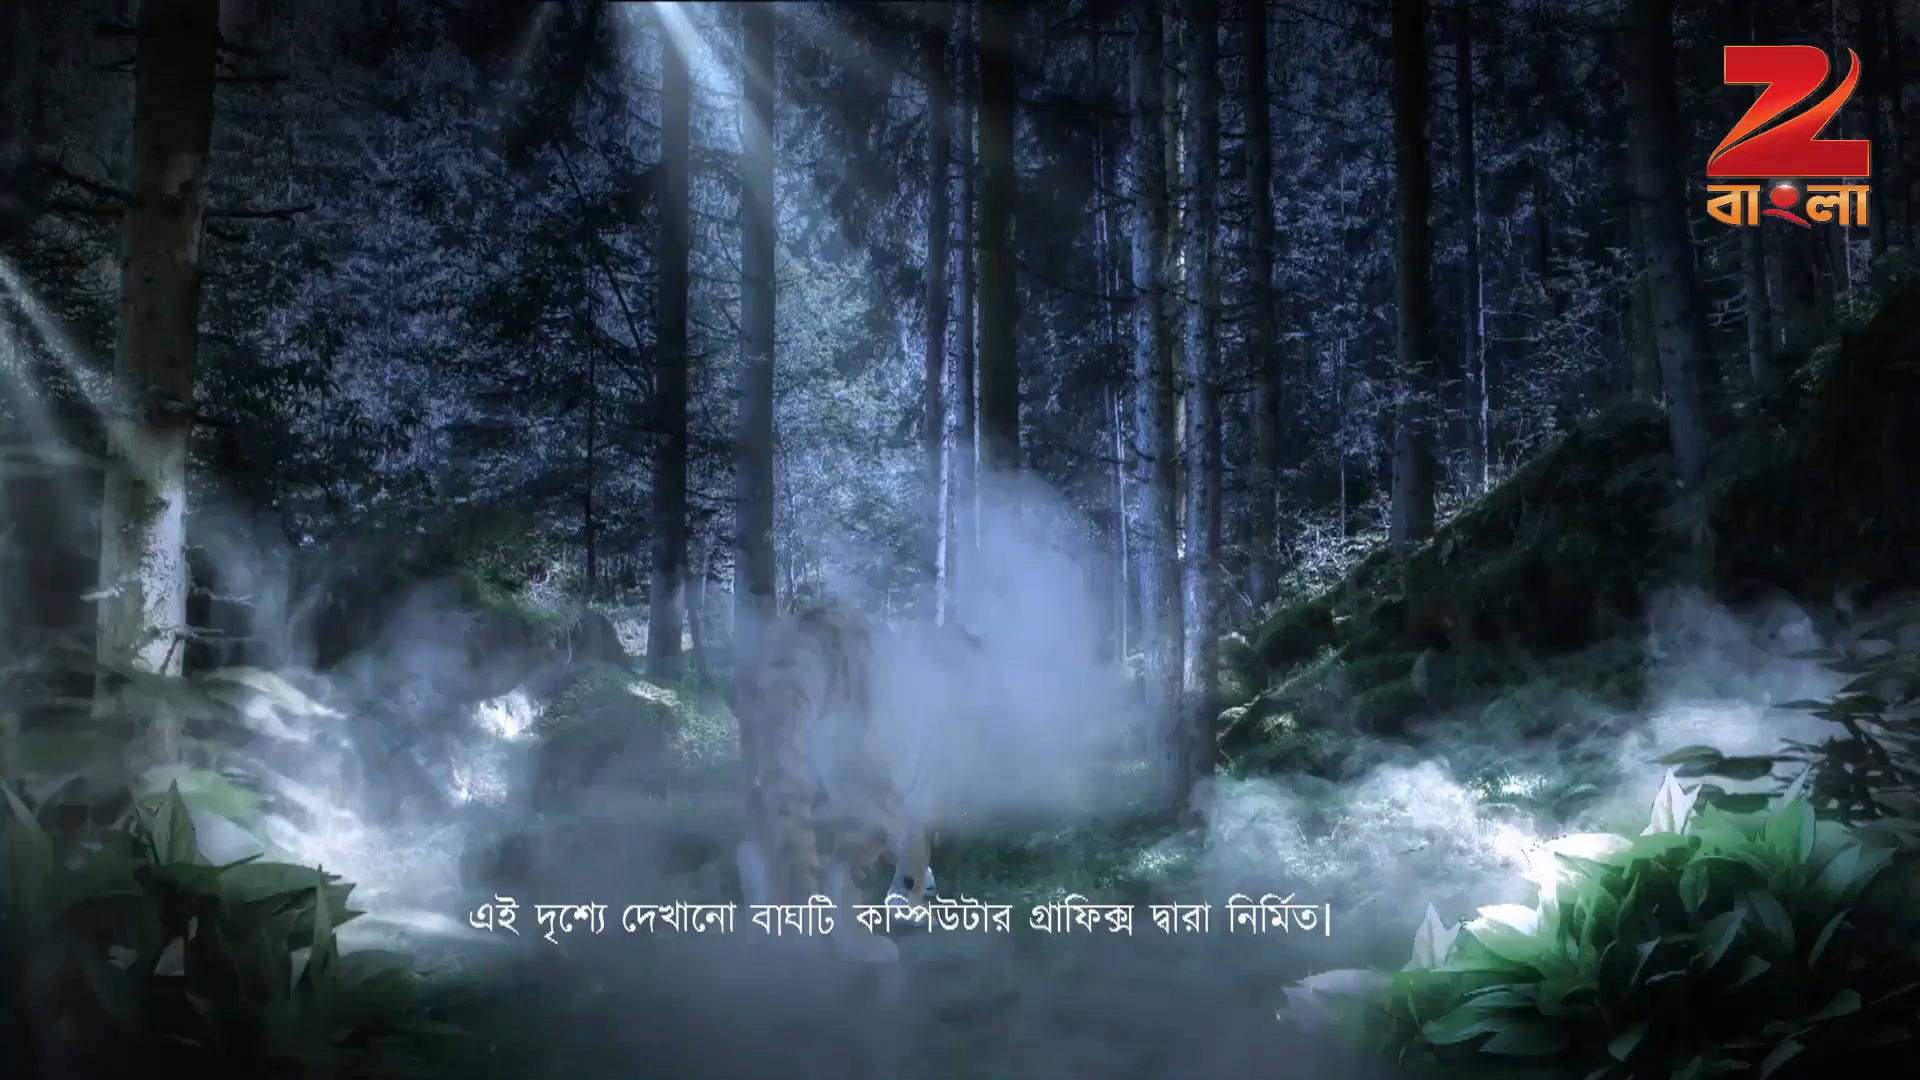 Z
বাংলা
এই দৃশ্যে দেখানো বাঘটি কম্পিউটার গ্রাফিক্স দ্বারা নির্মিত।